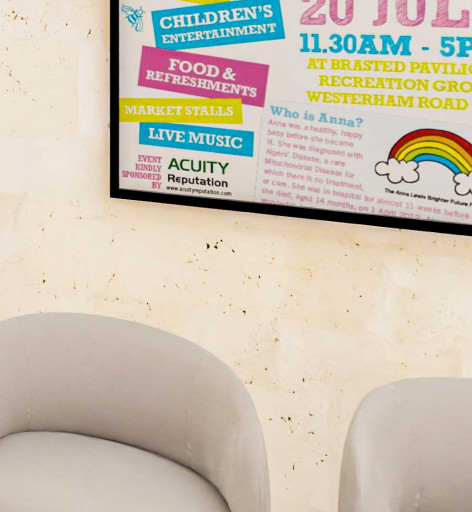 CHILDREN'S
ENTERTAINMENT
FOOD &
REFRESHMENTS
MARKET STALLS
LIVE MUSIC
EVENT
KINDLY
SPONSORED
BY
ACUITY
Reputation
www.acuityreputation.com
20 JUL
11.30AM - 5P
AT BRASTED PAVILI
RECREATION GRO
WESTERHAM ROAD
Who is Anna?
Anna was a healthy, happy
baby before she became
ill. She was diagnosed with
Alpers' Disease, a rare
Mitochondrial Disease for
which there is no treatment
or cure. She was in hospital for almost 11 weeks before
she died, aged 14 months, on 1 April 2012.
The Anna Lewis Brighter Future F